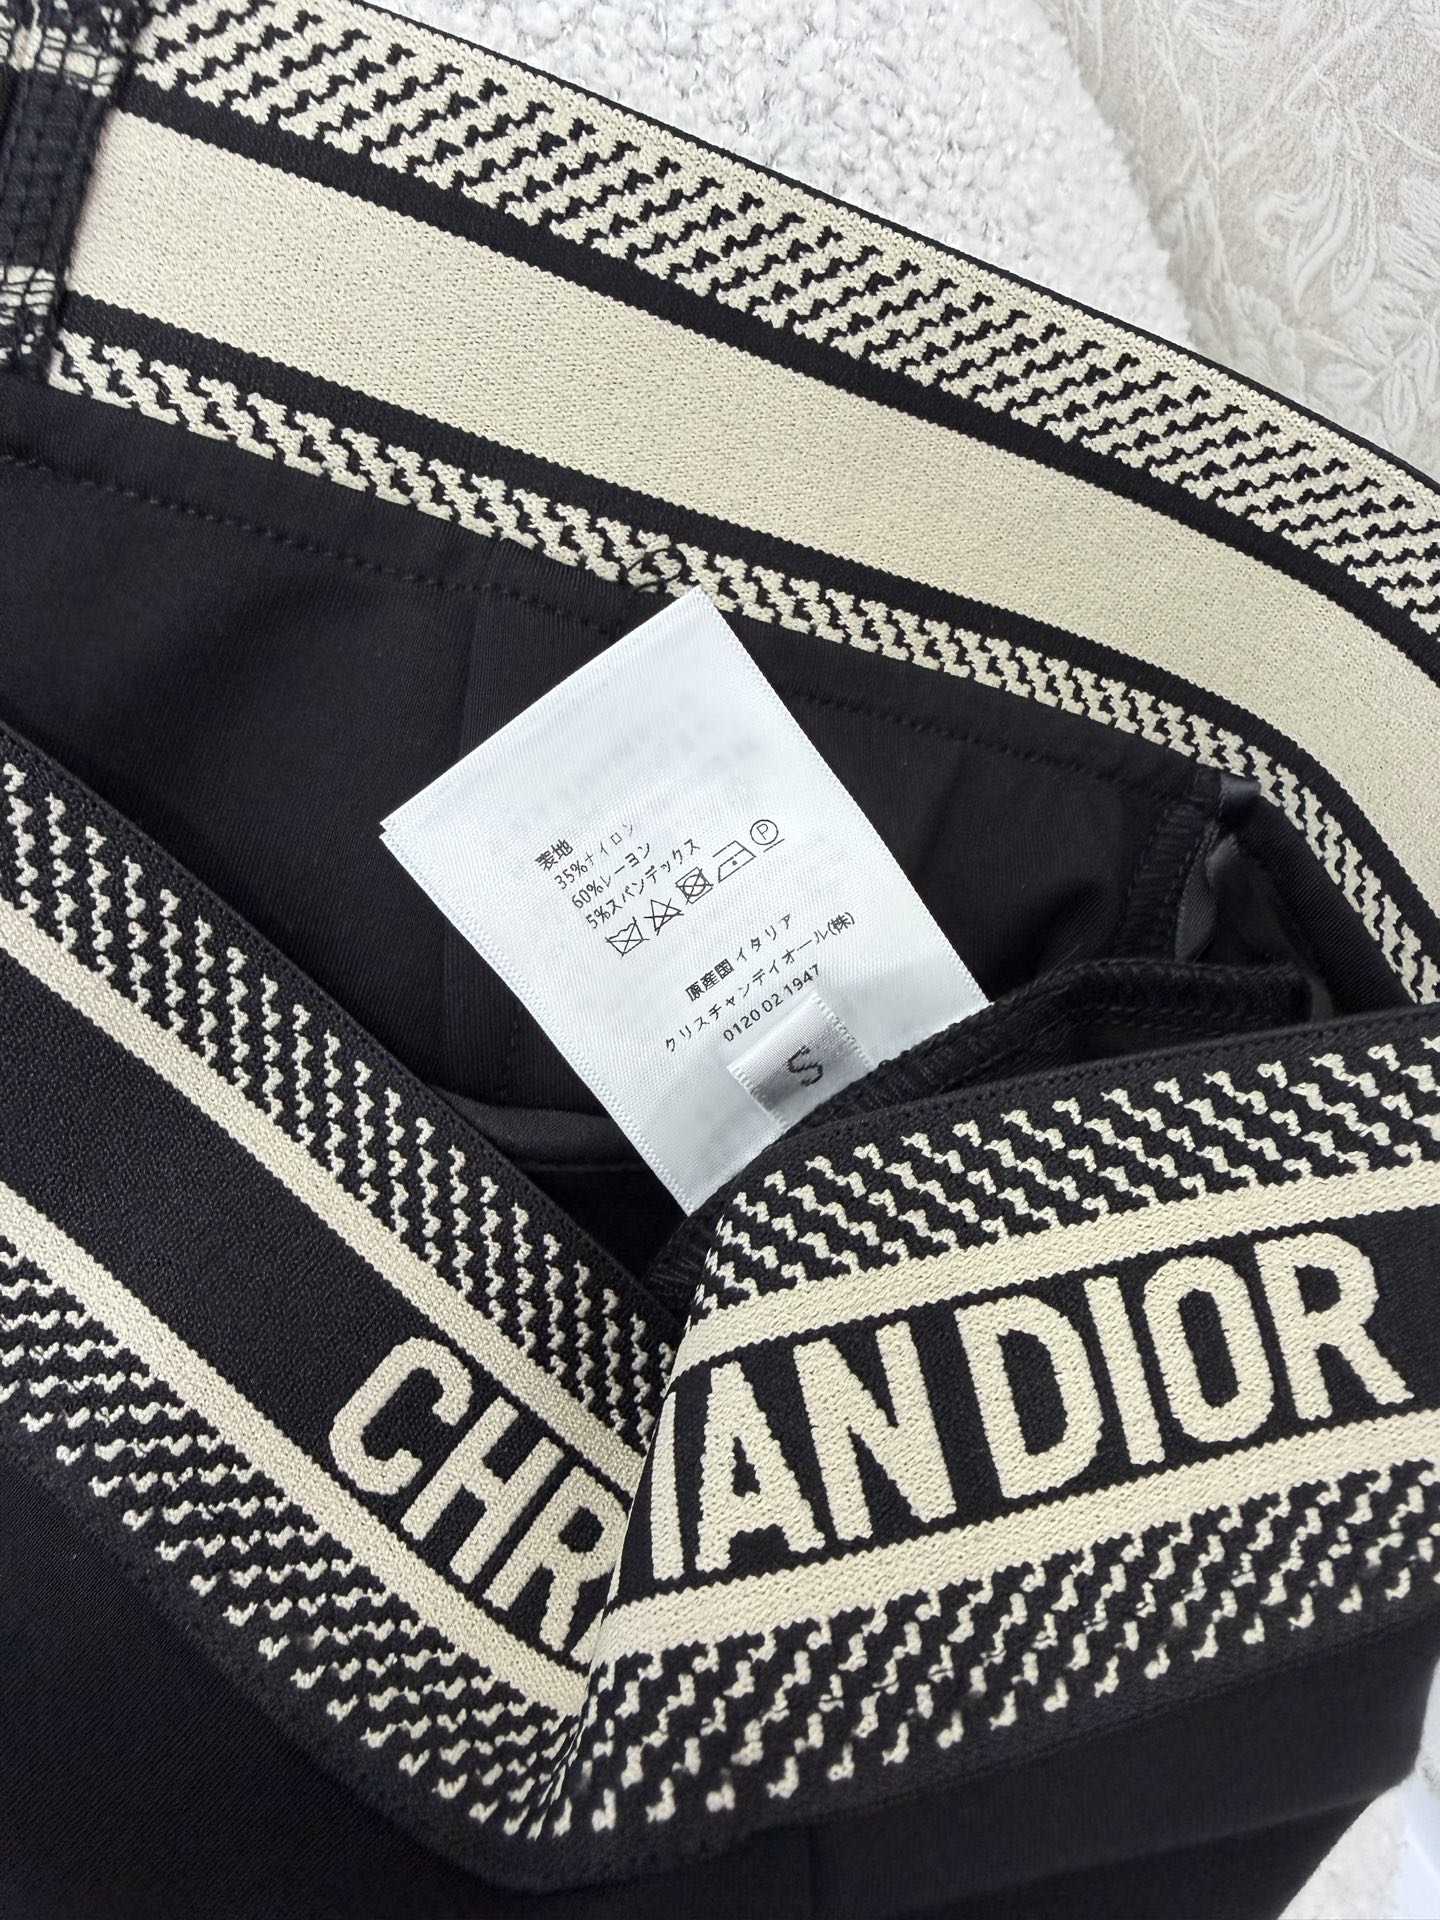 表地
35%ナイロン
60%レーヨン
5%スパンデックス
P
原産国 イタリア
クリスチャンデイオール(株)
0120 02 1947
S
CHR
IAN DIOR